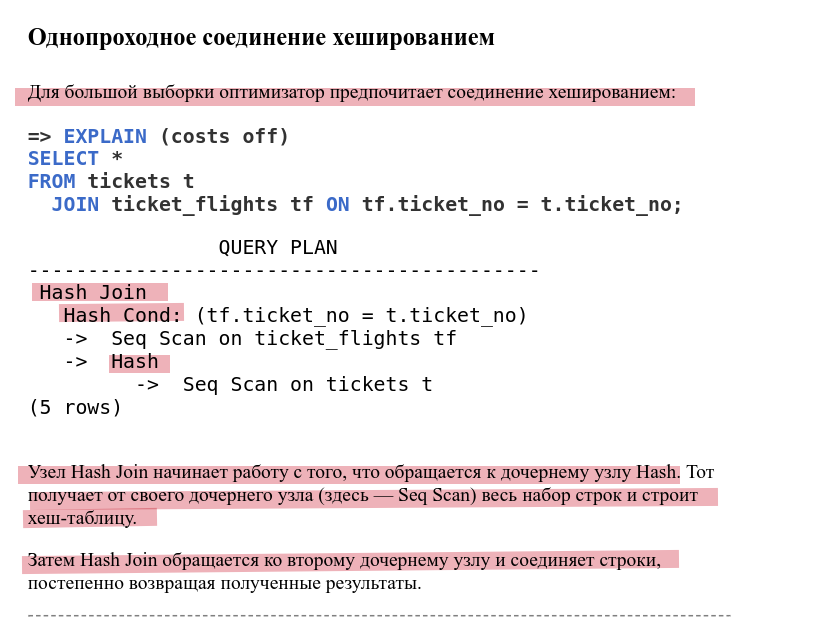 Однопроходное соединение хешированием
Для большой выборки оптимизатор предпочитает соединение хешированием:
=> EXPLAIN (costs off)
SELECT *
FROM tickets t
  JOIN ticket_flights tf ON tf.ticket_no = t.ticket_no;
                QUERY PLAN
-------------------------------------------
 Hash Join
   Hash Cond: (tf.ticket_no = t.ticket_no)
   ->  Seq Scan on ticket_flights tf
   ->  Hash
         ->  Seq Scan on tickets t
(5 rows)
Узел Hash Join начинает работу с того, что обращается к дочернему узлу Hash. Тот
получает от своего дочернего узла (здесь — Seq Scan) весь набор строк и строит
хеш-таблицу.
Затем Hash Join обращается ко второму дочернему узлу и соединяет строки,
постепенно возвращая полученные результаты.